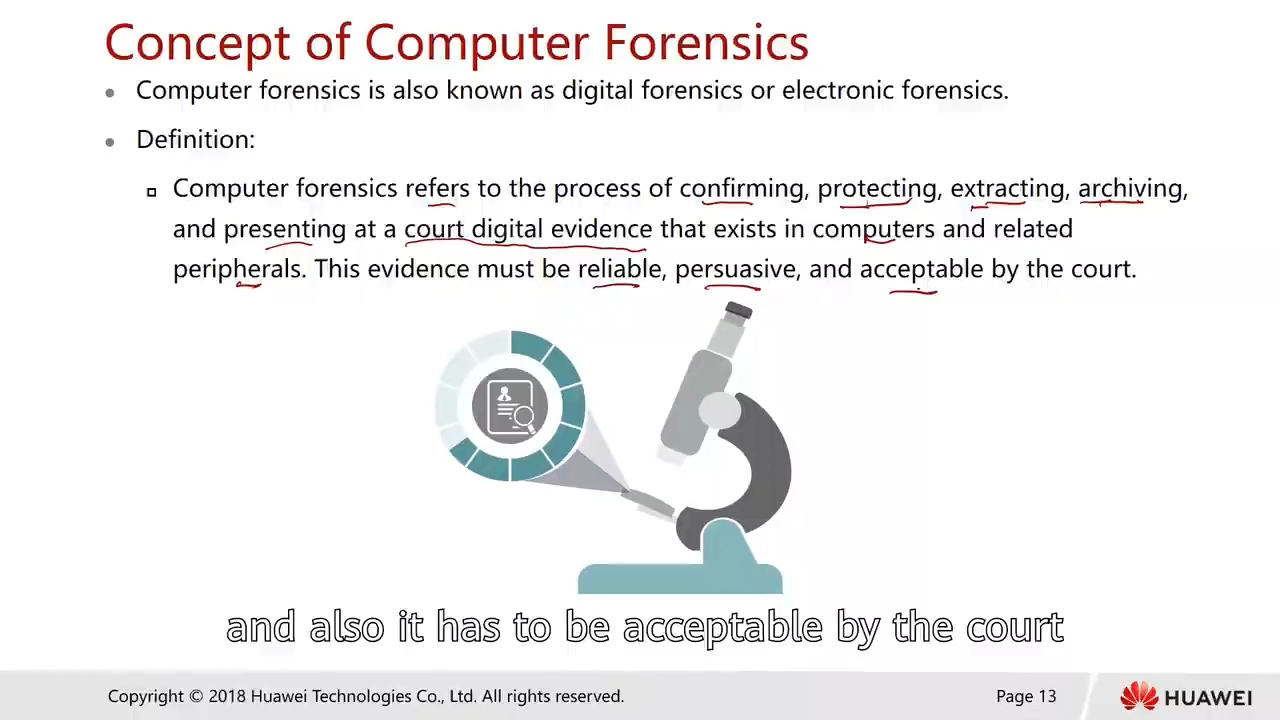 Concept of Computer Forensics
Computer forensics is also known as digital forensics or electronic forensics.
Definition:
Computer forensics refers to the process of confirming, protecting, extracting, archiving,
and presenting at a court digital evidence that exists in computers and related
peripherals. This evidence must be reliable, persuasive, and acceptable by the court.
and also it has to be acceptable by the court
Copyright © 2018 Huawei Technologies Co., Ltd. All rights reserved.
Page 13
HUAWEI